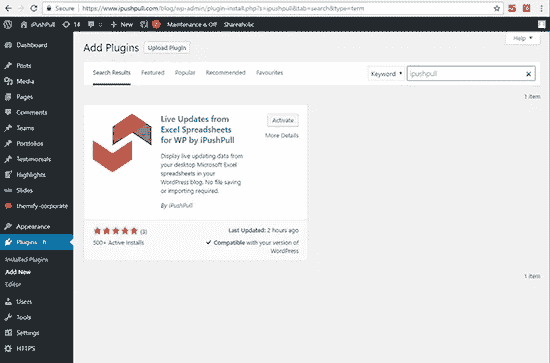 Secure https://www.ipushpull.com/blog/wp-admin/plugin-install.php?s=ipushpull&tab=search&type=term
iPushPull 14 + New Maintenance is Off Shareaholic
Help
Dashboard
Posts
Media
Pages
Comments
Teams
Portfolios
Testimonials
Highlights
Slides
themify-corporate
Appearance
Plugins
Installed Plugins
Add New
Editor
Users
Tools
Settings
HTTPS
Add Plugins Upload Plugin
Search Results Featured Popular Recommended Favourites Keyword ipushpull
1 item
Live Updates from
Excel Spreadsheets
for WP by iPushPull
Activate
More Details
Display live updating data from
your desktop Microsoft Excel
spreadsheets in your
WordPress blog. No file saving
or importing required.
By iPushPull
(3)
500+ Active Installs
Last Updated: 2 hours ago
Compatible with your version of
WordPress
1 item